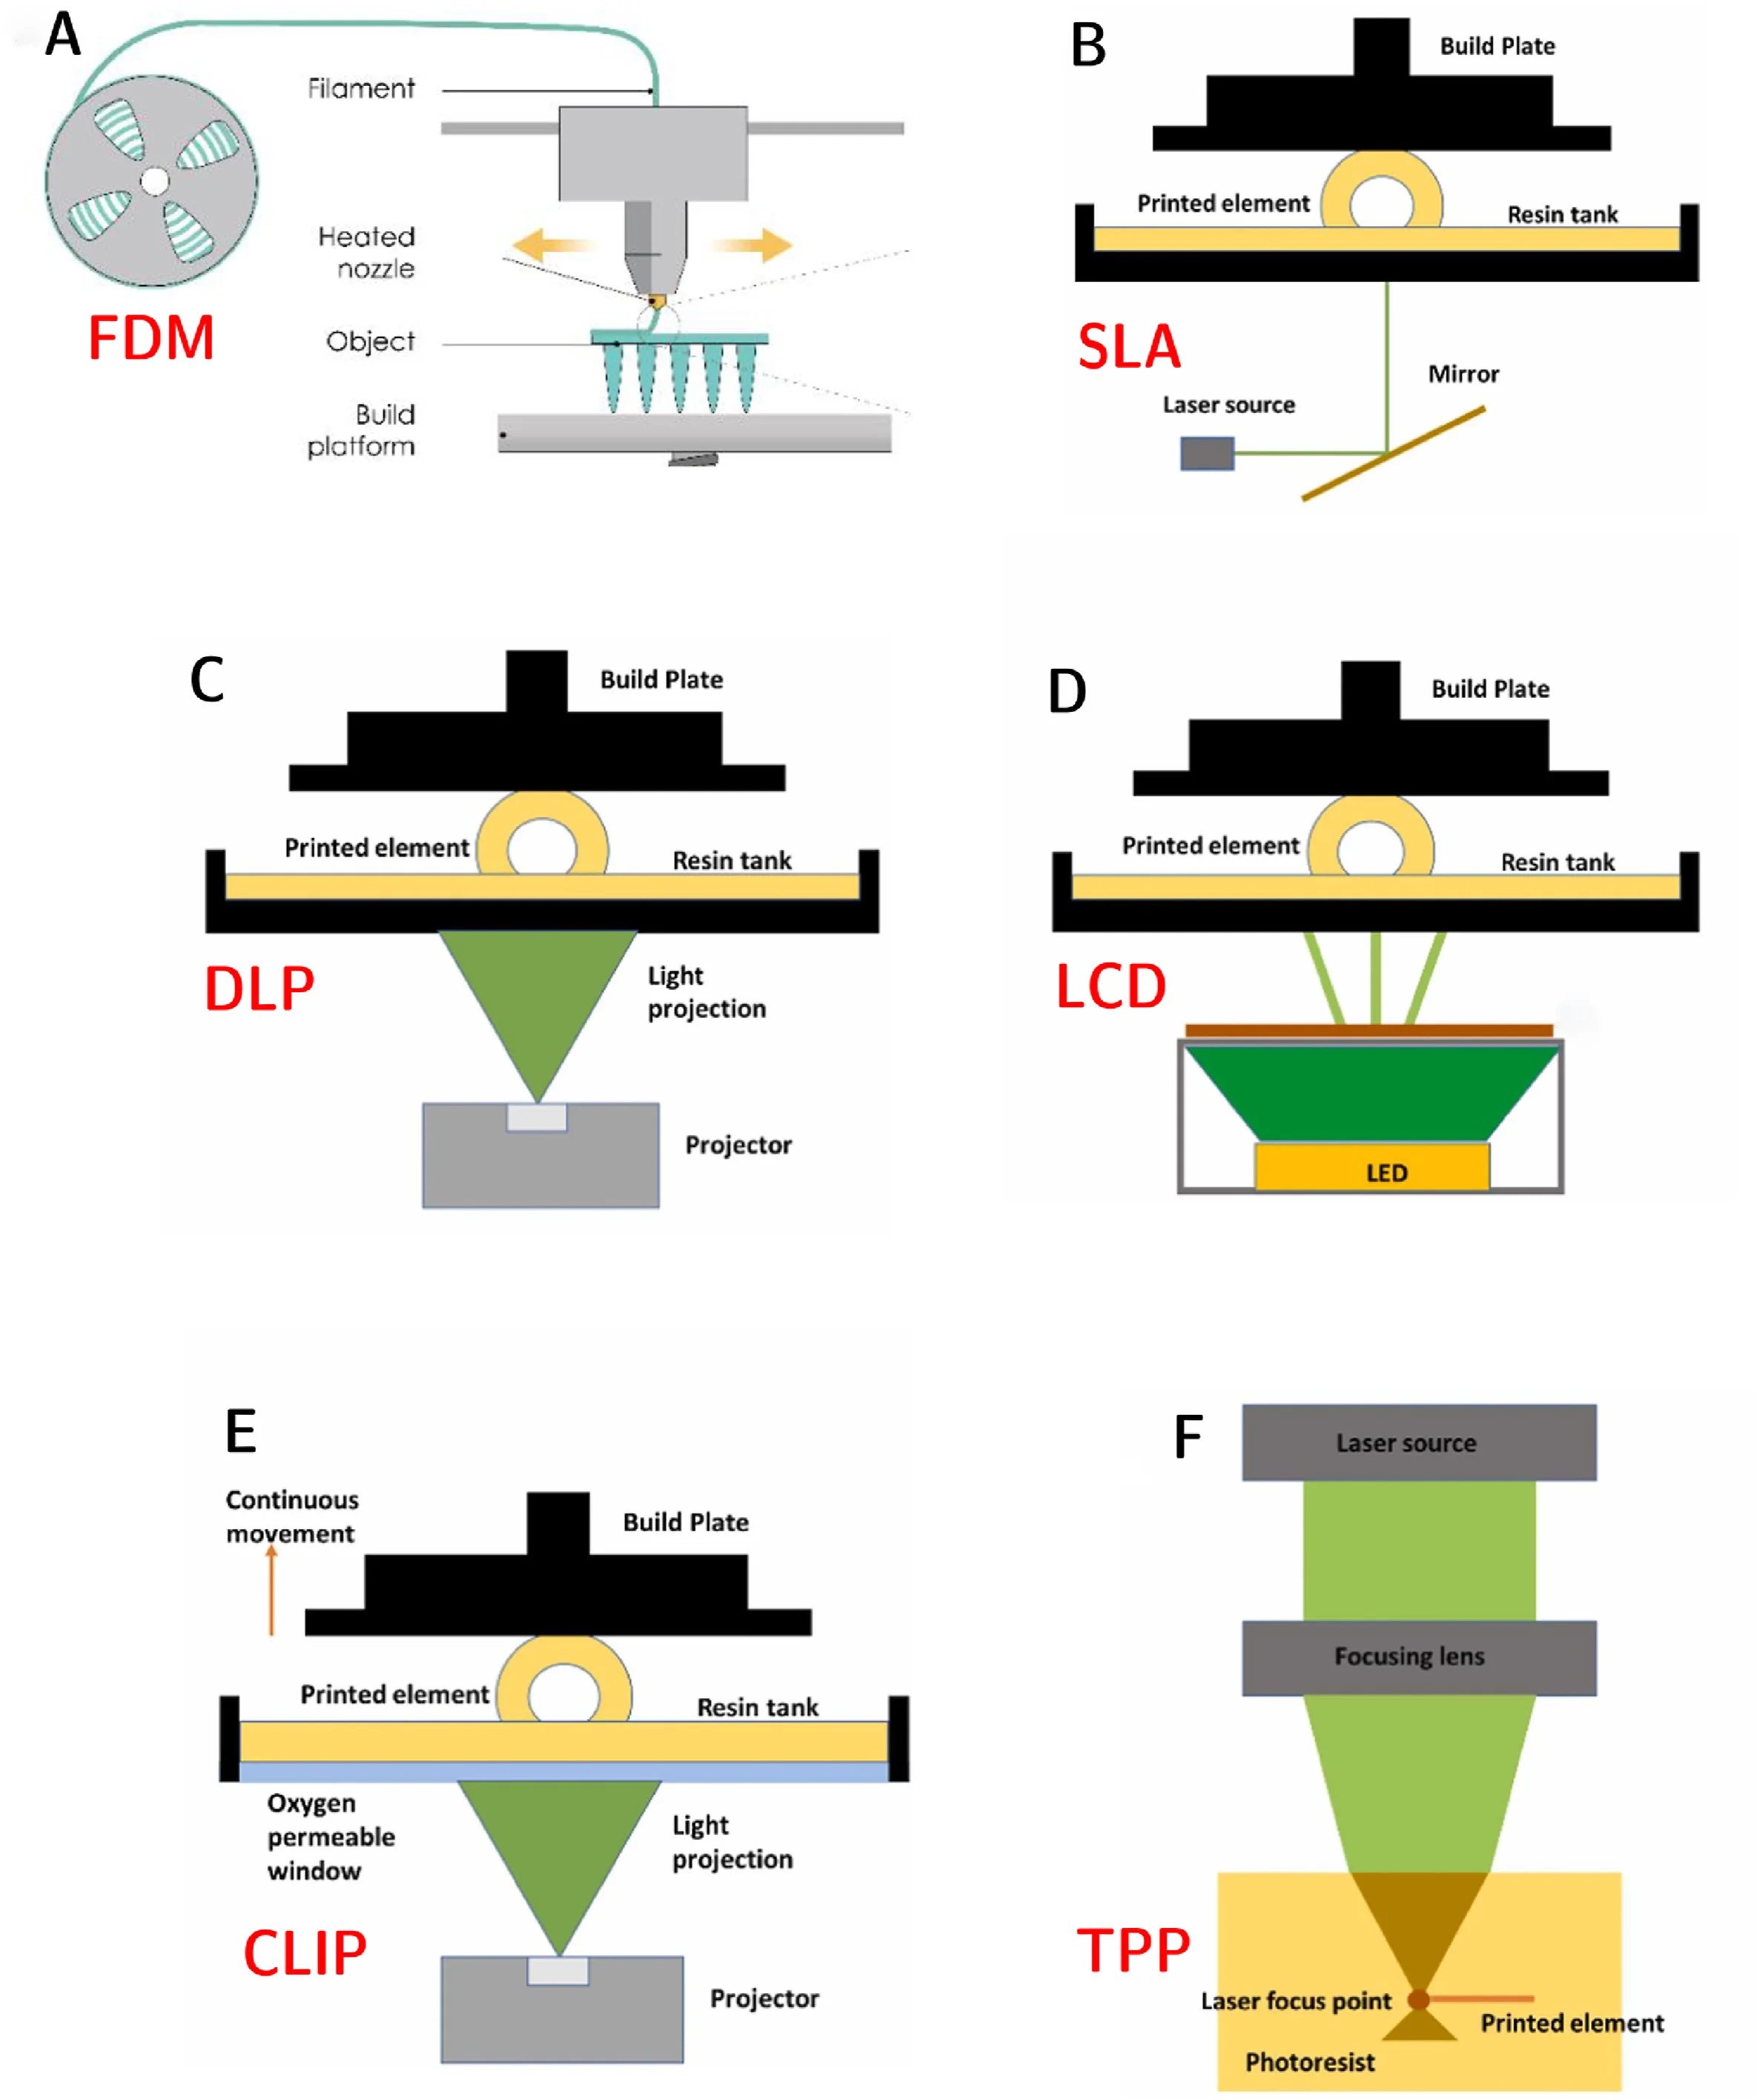 A
Filament
Heated
nozzle
FDM
Object
Build
platform
B
Build Plate
Printed element
Resin tank
SLA
Mirror
Laser source
C
Build Plate
Printed element
Resin tank
DLP
Light
projection
Projector
D
Build Plate
Printed element
Resin tank
LCD
LED
E
Continuous
movement
Build Plate
Printed element
Resin tank
Oxygen
permeable
window
Light
projection
CLIP
Projector
F
Laser source
Focusing lens
TPP
Laser focus point
Printed element
Photoresist